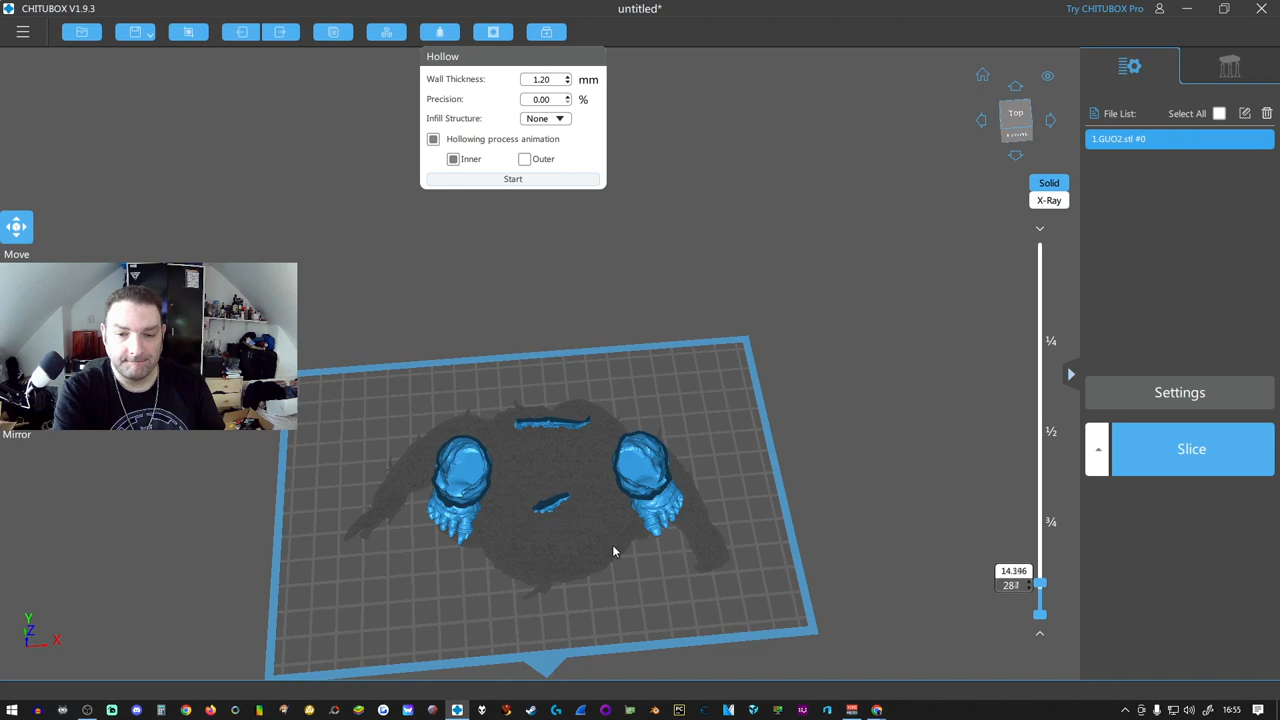 CHITUBOX V1.9.3
untitled*
Try CHITUBOX Pro
Hollow
Wall Thickness: 1.20 mm
Precision: 0.00 %
Infill Structure: None
Hollowing process animation
Inner Outer
Start
Top
Front
File List: Select All
1.GUO2.stl #0
Solid
X-Ray
Move
Mirror
1/4
1/2
3/4
14.346
Settings
Slice
Y
Z
X
16:55